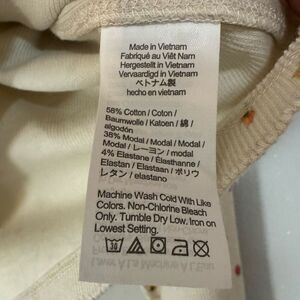 Made in Vietnam
Fabriqué au Viêt Nam
Hergestellt in Vietnam
Vervaardigd in Vietnam
ベトナム製
hecho en Vietnam
58% Cotton / Coton /
Baumwolle / Katoen / 綿 /
algodón
38% Modal / Modal / Modal /
Modal / レーヨン / modal
4% Elastane / Élasthanne /
Elastan / Elastaan / ポリウ
レタン / elastano
Machine Wash Cold With Like
Colors. Non-Chlorine Bleach
Only. Tumble Dry Low. Iron on
Lowest Setting.
30